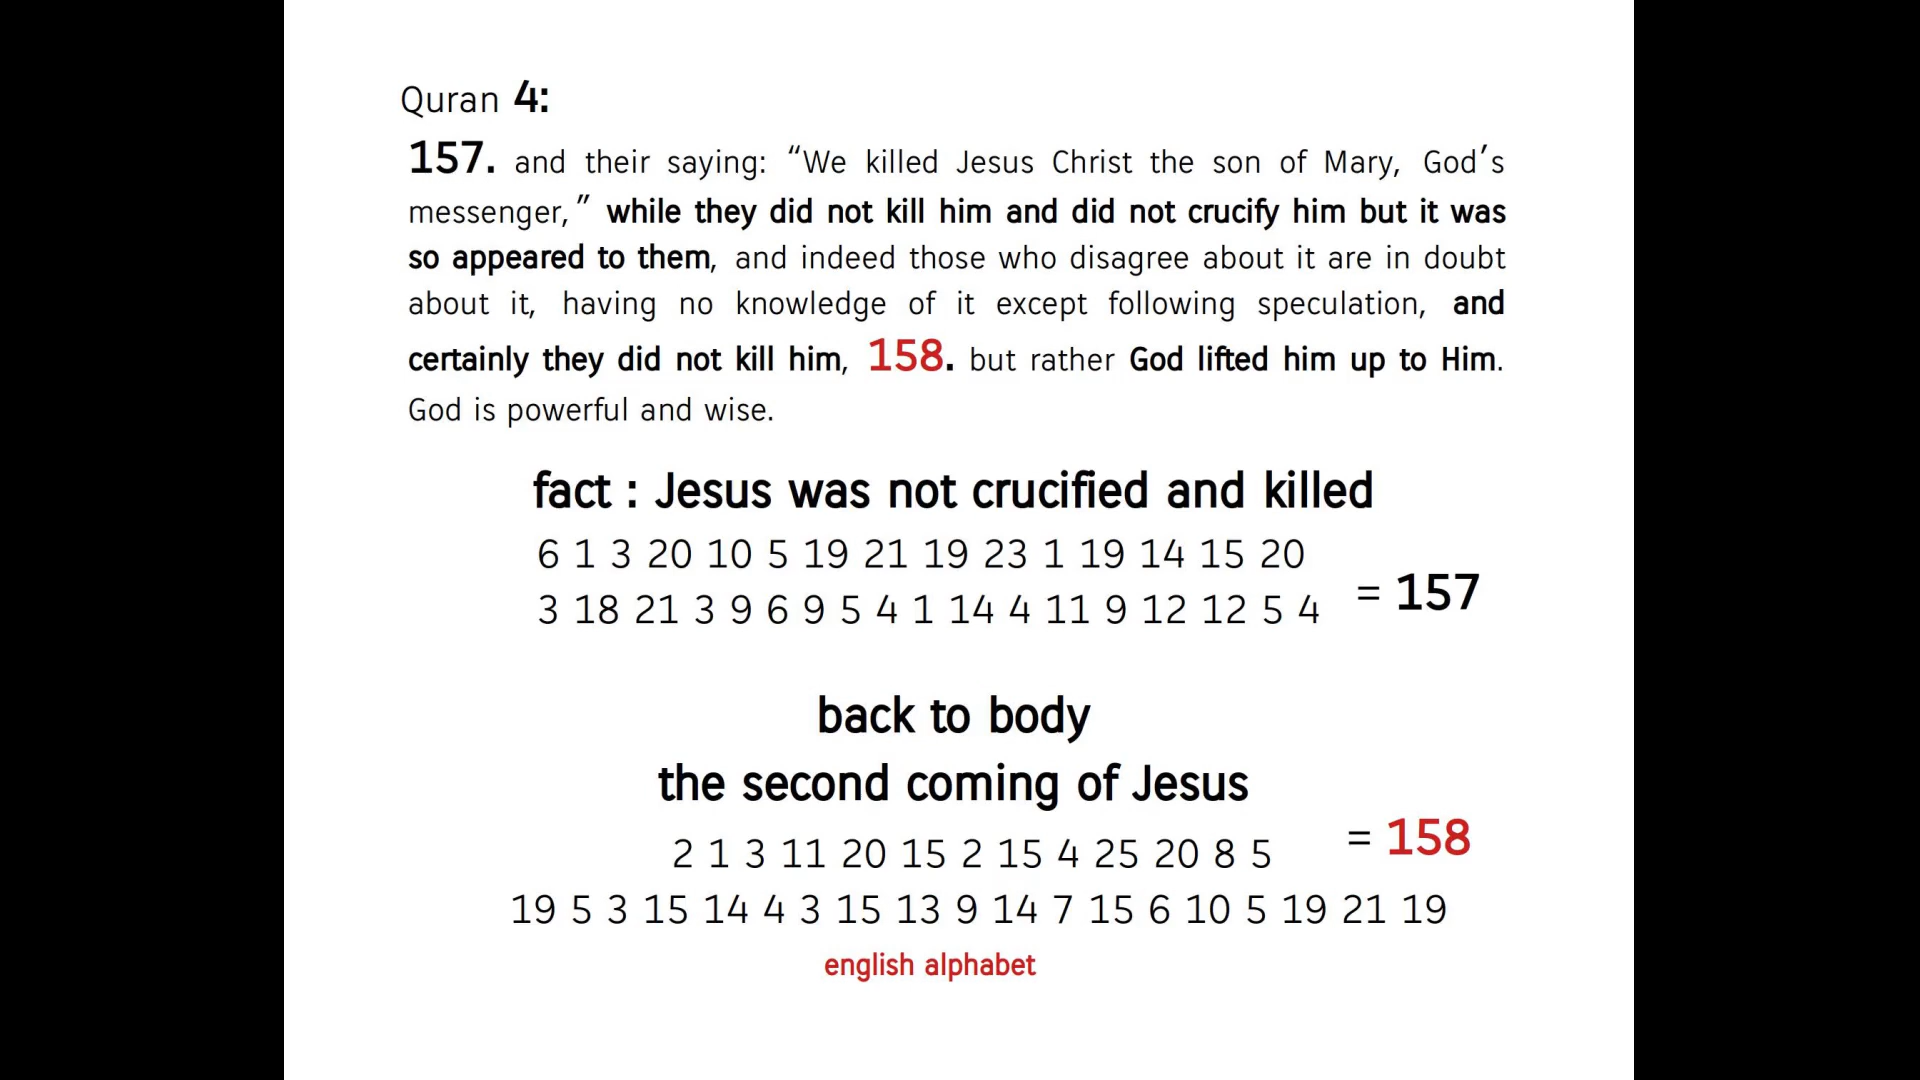 Quran 4:
157. and their saying: “We killed Jesus Christ the son of Mary, God’s
messenger,” while they did not kill him and did not crucify him but it was
so appeared to them, and indeed those who disagree about it are in doubt
about it, having no knowledge of it except following speculation, and
certainly they did not kill him, 158. but rather God lifted him up to Him.
God is powerful and wise.
fact : Jesus was not crucified and killed
6 1 3 20 10 5 19 21 19 23 1 19 14 15 20
3 18 21 3 9 6 9 5 4 1 14 4 11 9 12 12 5 4
= 157
back to body
the second coming of Jesus
2 1 3 11 20 15 2 15 4 25 20 8 5
= 158
19 5 3 15 14 4 3 15 13 9 14 7 15 6 10 5 19 21 19
english alphabet